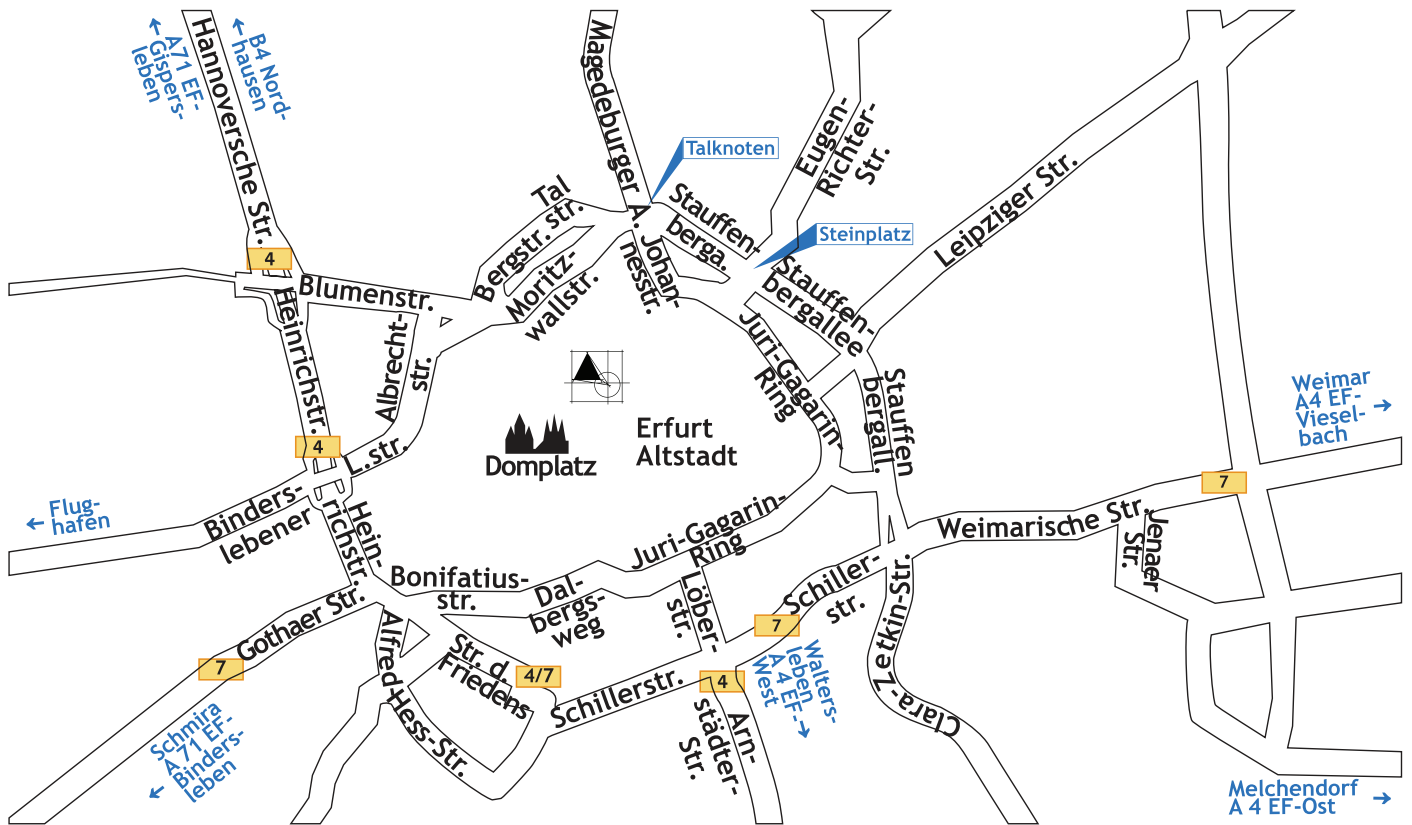 ← A71 EF-
Gispers-
leben
← B4 Nord-
hausen
Hannoversche Str.
4
Magedeburger A.
Talknoten
Eugen-
Richter-
Str.
Steinplatz
Stauffen-
berga.
Tal
str.
Bergstr.
Moritz-
wallstr.
Johan-
nesstr.
Leipziger Str.
Stauffen-
bergallee
Blumenstr.
Heinrichstr.
Albrecht-
str.
Juri-Gagarin-
Ring
Stauffen
bergall.
Weimar
A4 EF- →
Viesel-
bach
4
L.str.
Domplatz
Erfurt
Altstadt
7
← Flug-
hafen
Binders-
lebener
Hein-
richstr.
Juri-Gagarin-
Ring
Weimarische Str.
Jenaer
Str.
Bonifatius-
str.
Dal-
bergs-
weg
Löber-
str.
Schiller-
str.
Clara-Zetkin-Str.
7
Gothaer Str.
7
Alfred-Hess-Str.
Str. d.
Friedens
4/7
Schillerstr.
4
Walters-
leben
A 4 EF- →
West
Arn-
städter-
Str.
Schmira
A 71 EF-
← Binders-
leben
Melchendorf
A 4 EF-Ost →